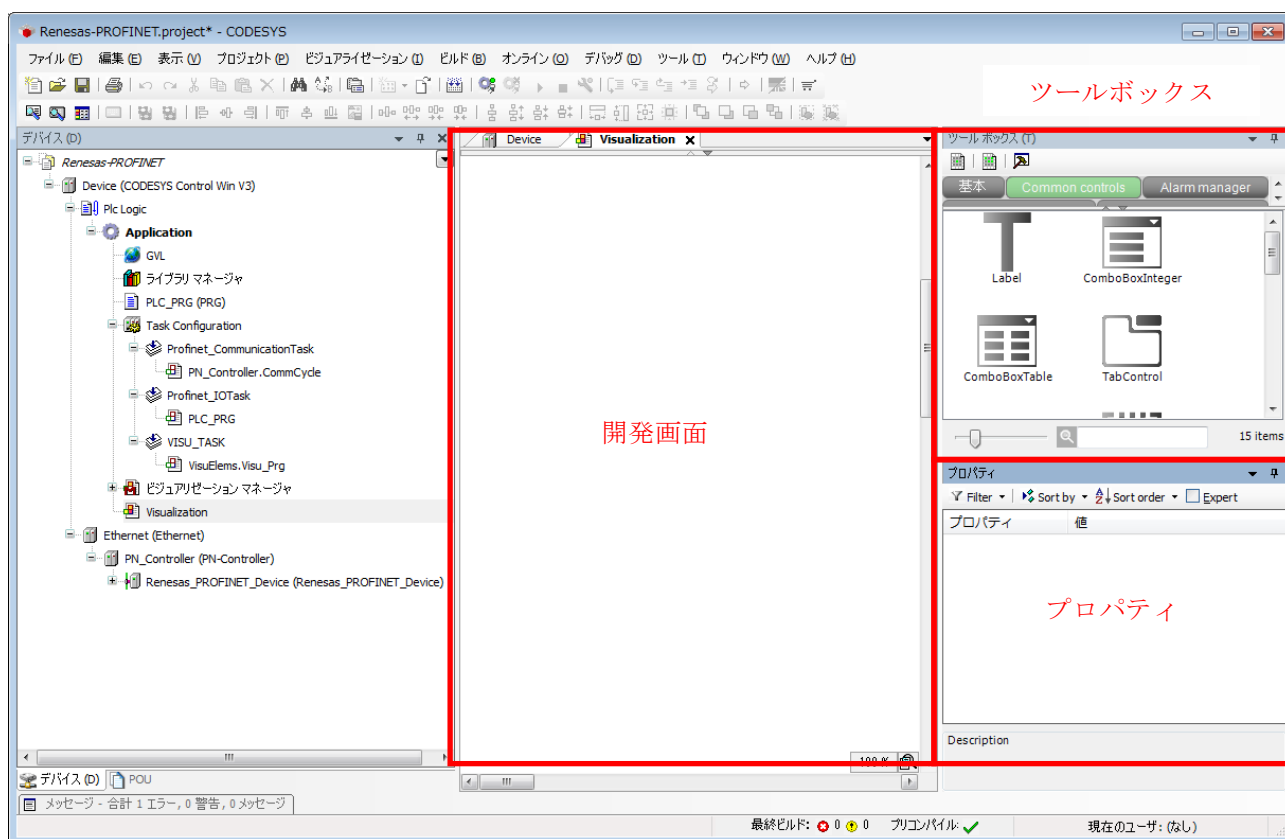 Renesas-PROFINET.project* - CODESYS
ファイル(F) 編集(E) 表示(V) プロジェクト(P) ビジュアライゼーション(I) ビルド(B) オンライン(O) デバッグ(D) ツール(T) ウィンドウ(W) ヘルプ(H)
ツールボックス
デバイス(D)
Renesas-PROFINET
Device (CODESYS Control Win V3)
Plc Logic
Application
GVL
ライブラリ マネージャ
PLC_PRG (PRG)
Task Configuration
Profinet_CommunicationTask
PN_Controller.CommCycle
Profinet_IOTask
PLC_PRG
VISU_TASK
VisuElems.Visu_Prg
ビジュアリゼーション マネージャ
Visualization
Ethernet (Ethernet)
PN_Controller (PN-Controller)
Renesas_PROFINET_Device (Renesas_PROFINET_Device)
デバイス(D) POU
Device Visualization X
開発画面
100 %
ツール ボックス(T)
基本 Common controls Alarm manager
Label ComboBoxInteger
ComboBoxTable TabControl
15 items
プロパティ
Filter Sort by Sort order Expert
プロパティ 値
プロパティ
Description
メッセージ - 合計 1 エラー, 0 警告, 0 メッセージ
最終ビルド: 0 0 プリコンパイル: 現在のユーザ: (なし)